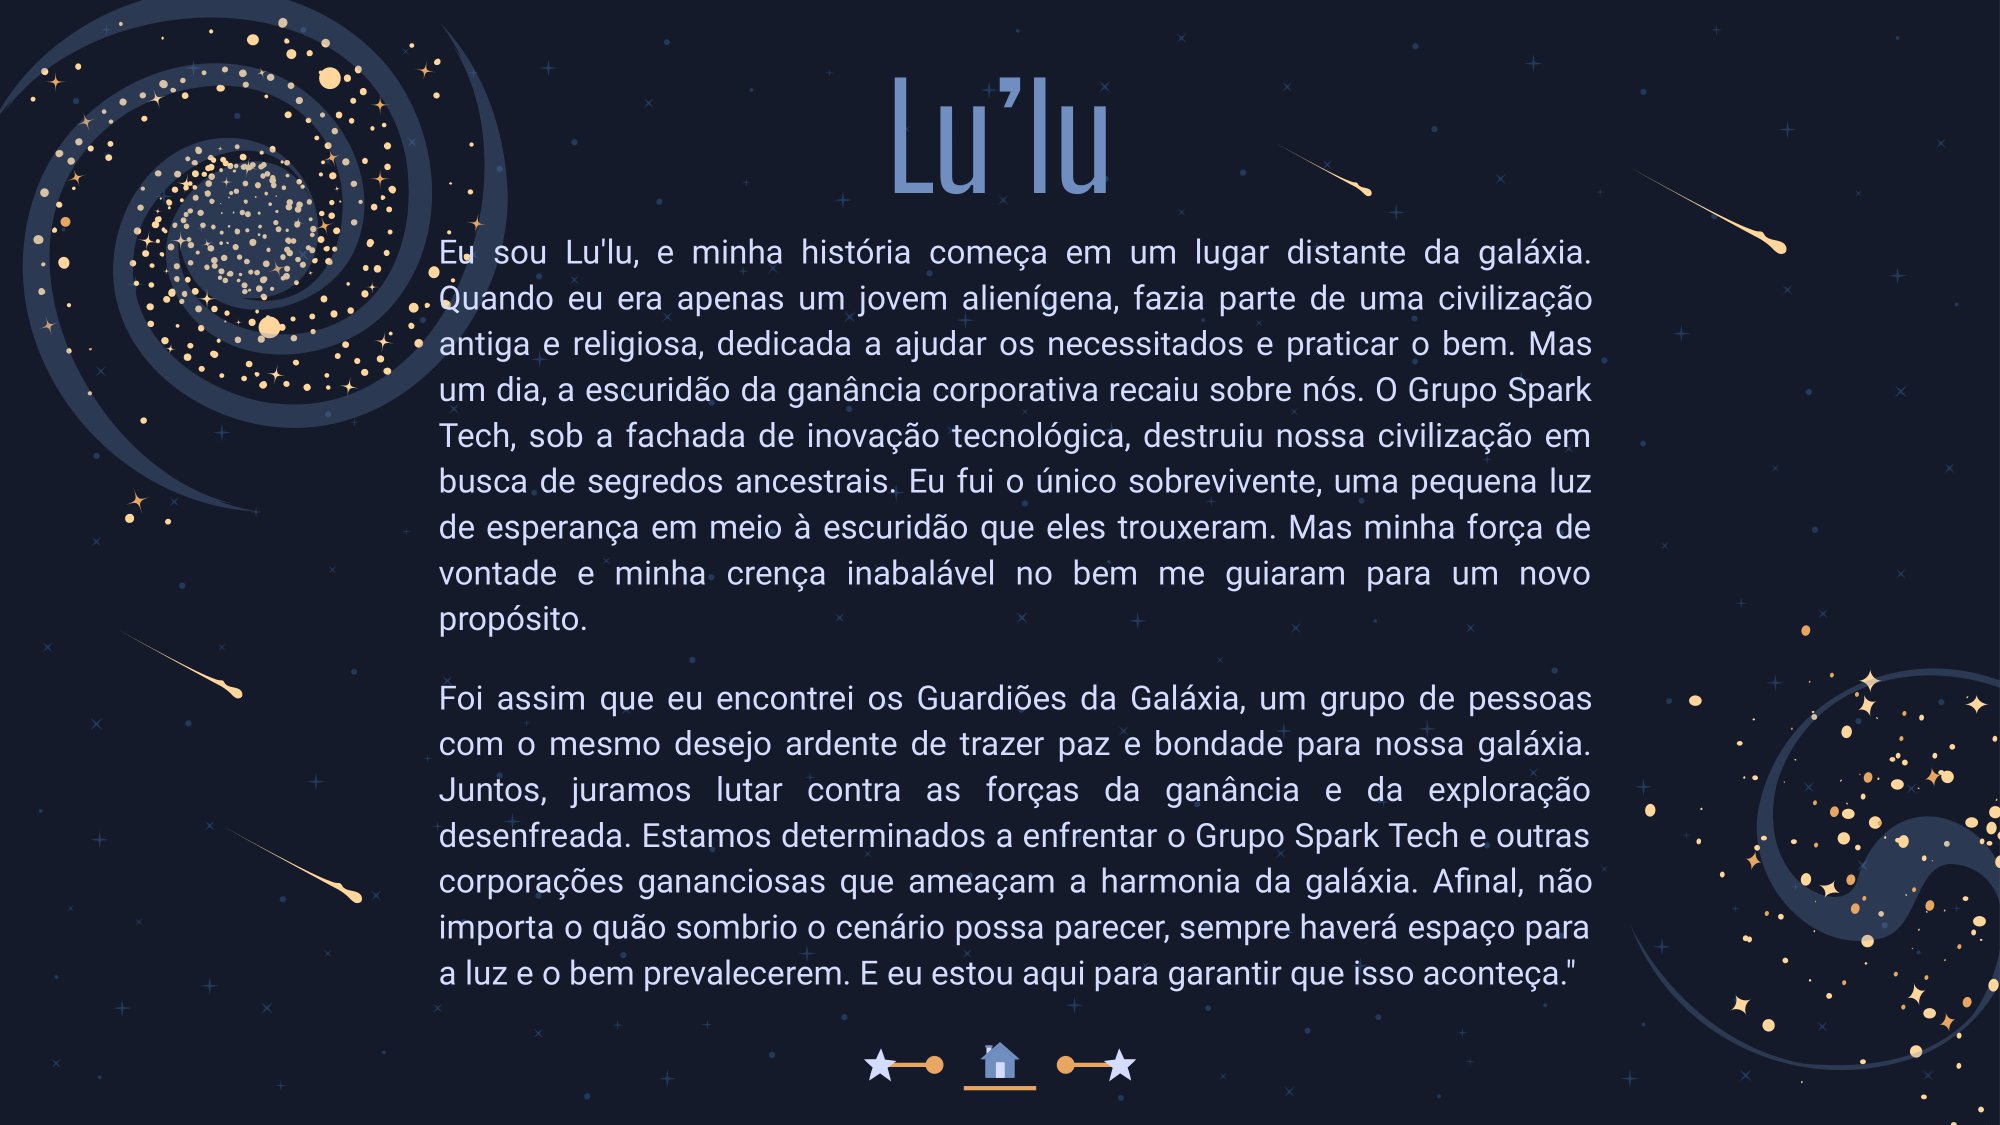 Lu’lu
Eu sou Lu'lu, e minha história começa em um lugar distante da galáxia.
Quando eu era apenas um jovem alienígena, fazia parte de uma civilização
antiga e religiosa, dedicada a ajudar os necessitados e praticar o bem. Mas
um dia, a escuridão da ganância corporativa recaiu sobre nós. O Grupo Spark
Tech, sob a fachada de inovação tecnológica, destruiu nossa civilização em
busca de segredos ancestrais. Eu fui o único sobrevivente, uma pequena luz
de esperança em meio à escuridão que eles trouxeram. Mas minha força de
vontade e minha crença inabalável no bem me guiaram para um novo
propósito.
Foi assim que eu encontrei os Guardiões da Galáxia, um grupo de pessoas
com o mesmo desejo ardente de trazer paz e bondade para nossa galáxia.
Juntos, juramos lutar contra as forças da ganância e da exploração
desenfreada. Estamos determinados a enfrentar o Grupo Spark Tech e outras
corporações gananciosas que ameaçam a harmonia da galáxia. Afinal, não
importa o quão sombrio o cenário possa parecer, sempre haverá espaço para
a luz e o bem prevalecerem. E eu estou aqui para garantir que isso aconteça."